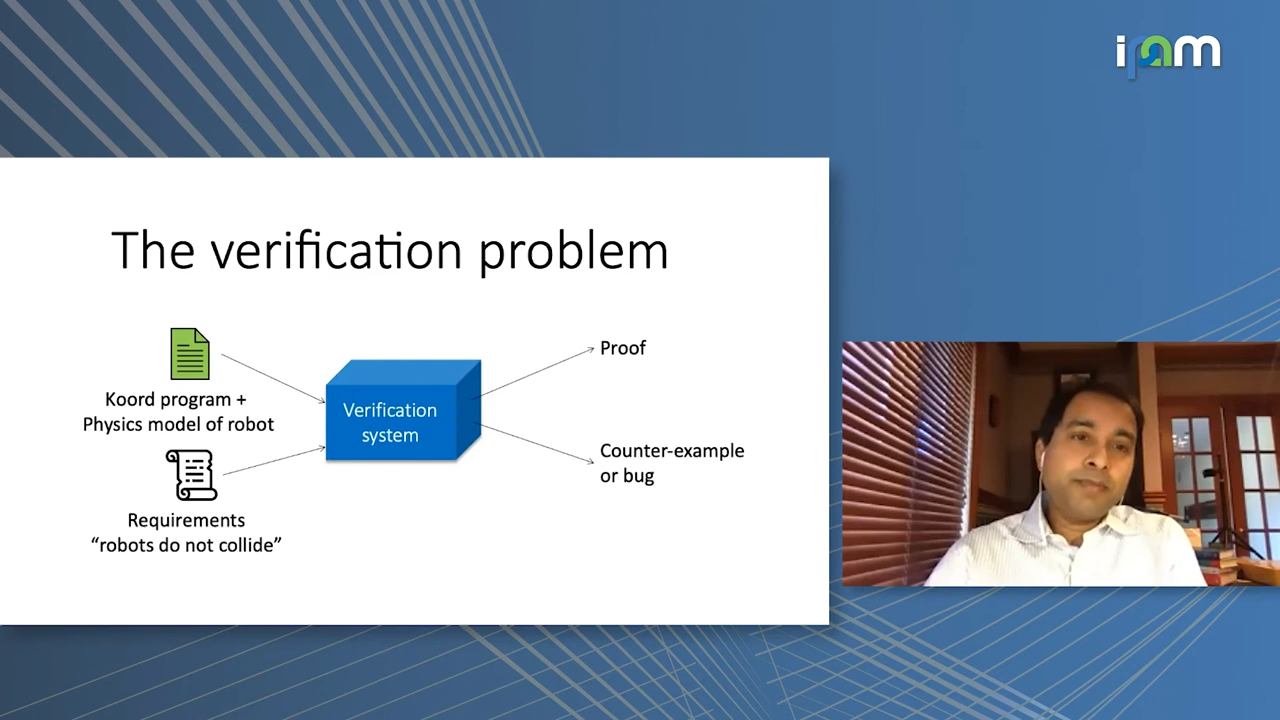 ipam
The verification problem
Koord program +
Physics model of robot
Requirements
“robots do not collide”
Verification
system
Proof
Counter-example
or bug